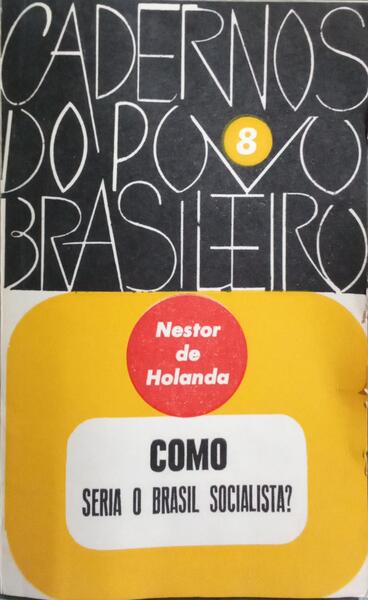 CADERNOS
DO POVO
8
BRASILEIRO
Nestor
de
Holanda
COMO
SERIA O BRASIL SOCIALISTA?